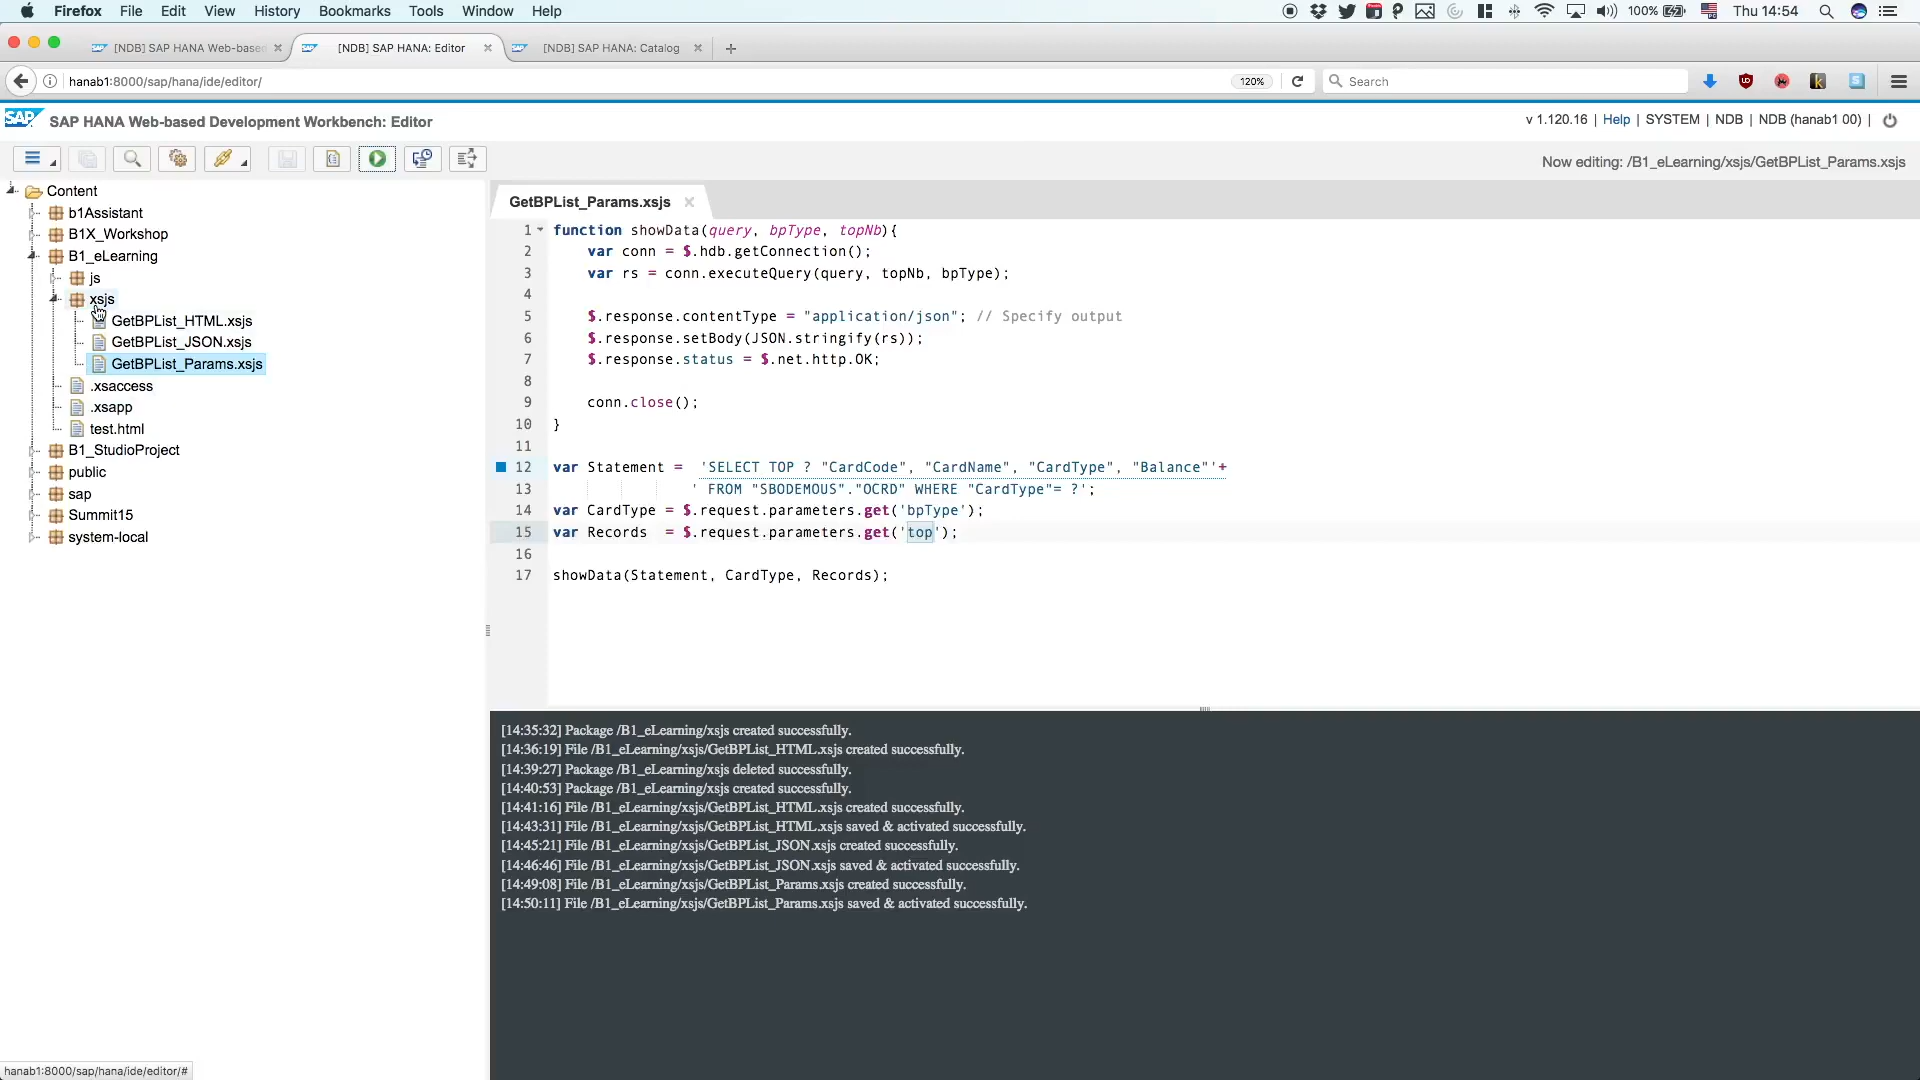 Firefox File Edit View History Bookmarks Tools Window Help 100% Thu 14:54
[NDB] SAP HANA Web-based [NDB] SAP HANA: Editor [NDB] SAP HANA: Catalog
hanab1:8000/sap/hana/ide/editor/ 120% Search
SAP SAP HANA Web-based Development Workbench: Editor v 1.120.16 | Help | SYSTEM | NDB | NDB (hanab1 00) |
Now editing: /B1_eLearning/xsjs/GetBPList_Params.xsjs
Content
b1Assistant
B1X_Workshop
B1_eLearning
js
xsjs
GetBPList_HTML.xsjs
GetBPList_JSON.xsjs
GetBPList_Params.xsjs
.xsaccess
.xsapp
test.html
B1_StudioProject
public
sap
Summit15
system-local
GetBPList_Params.xsjs
1 function showData(query, bpType, topNb){
2 var conn = $.hdb.getConnection();
3 var rs = conn.executeQuery(query, topNb, bpType);
4
5 $.response.contentType = "application/json"; // Specify output
6 $.response.setBody(JSON.stringify(rs));
7 $.response.status = $.net.http.OK;
8
9 conn.close();
10 }
11
12 var Statement = 'SELECT TOP ? "CardCode", "CardName", "CardType", "Balance"'+
13 ' FROM "SBODEMOUS"."OCRD" WHERE "CardType"= ?';
14 var CardType = $.request.parameters.get('bpType');
15 var Records = $.request.parameters.get('top');
16
17 showData(Statement, CardType, Records);
[14:35:32] Package /B1_eLearning/xsjs created successfully.
[14:36:19] File /B1_eLearning/xsjs/GetBPList_HTML.xsjs created successfully.
[14:39:27] Package /B1_eLearning/xsjs deleted successfully.
[14:40:53] Package /B1_eLearning/xsjs created successfully.
[14:41:16] File /B1_eLearning/xsjs/GetBPList_HTML.xsjs created successfully.
[14:43:31] File /B1_eLearning/xsjs/GetBPList_HTML.xsjs saved & activated successfully.
[14:45:21] File /B1_eLearning/xsjs/GetBPList_JSON.xsjs created successfully.
[14:46:46] File /B1_eLearning/xsjs/GetBPList_JSON.xsjs saved & activated successfully.
[14:49:08] File /B1_eLearning/xsjs/GetBPList_Params.xsjs created successfully.
[14:50:11] File /B1_eLearning/xsjs/GetBPList_Params.xsjs saved & activated successfully.
hanab1:8000/sap/hana/ide/editor/#